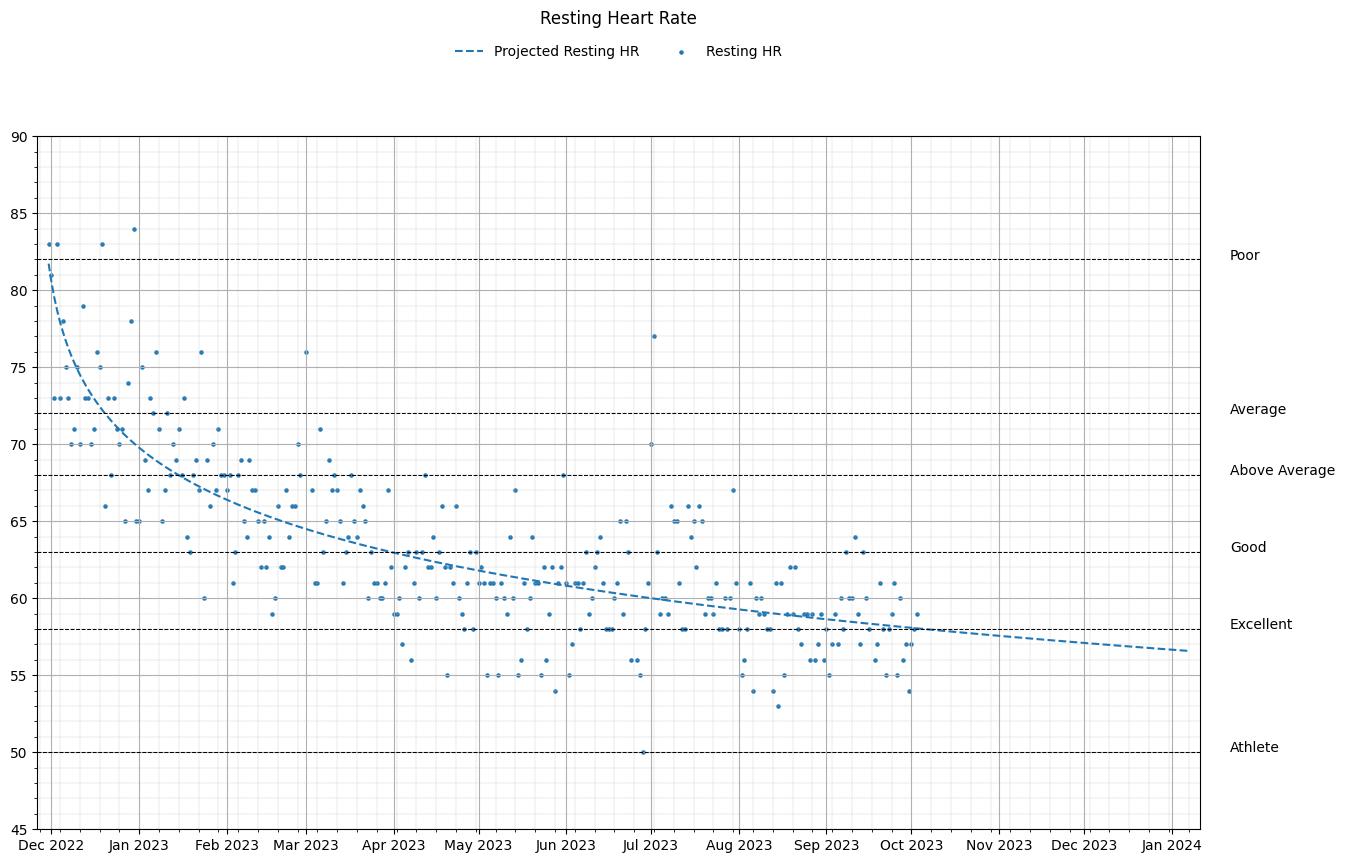 Resting Heart Rate
Projected Resting HR Resting HR
90
85
Poor
80
75
Average
70
Above Average
65
Good
60
Excellent
55
50
Athlete
45
Dec 2022 Jan 2023 Feb 2023 Mar 2023 Apr 2023 May 2023 Jun 2023 Jul 2023 Aug 2023 Sep 2023 Oct 2023 Nov 2023 Dec 2023 Jan 2024